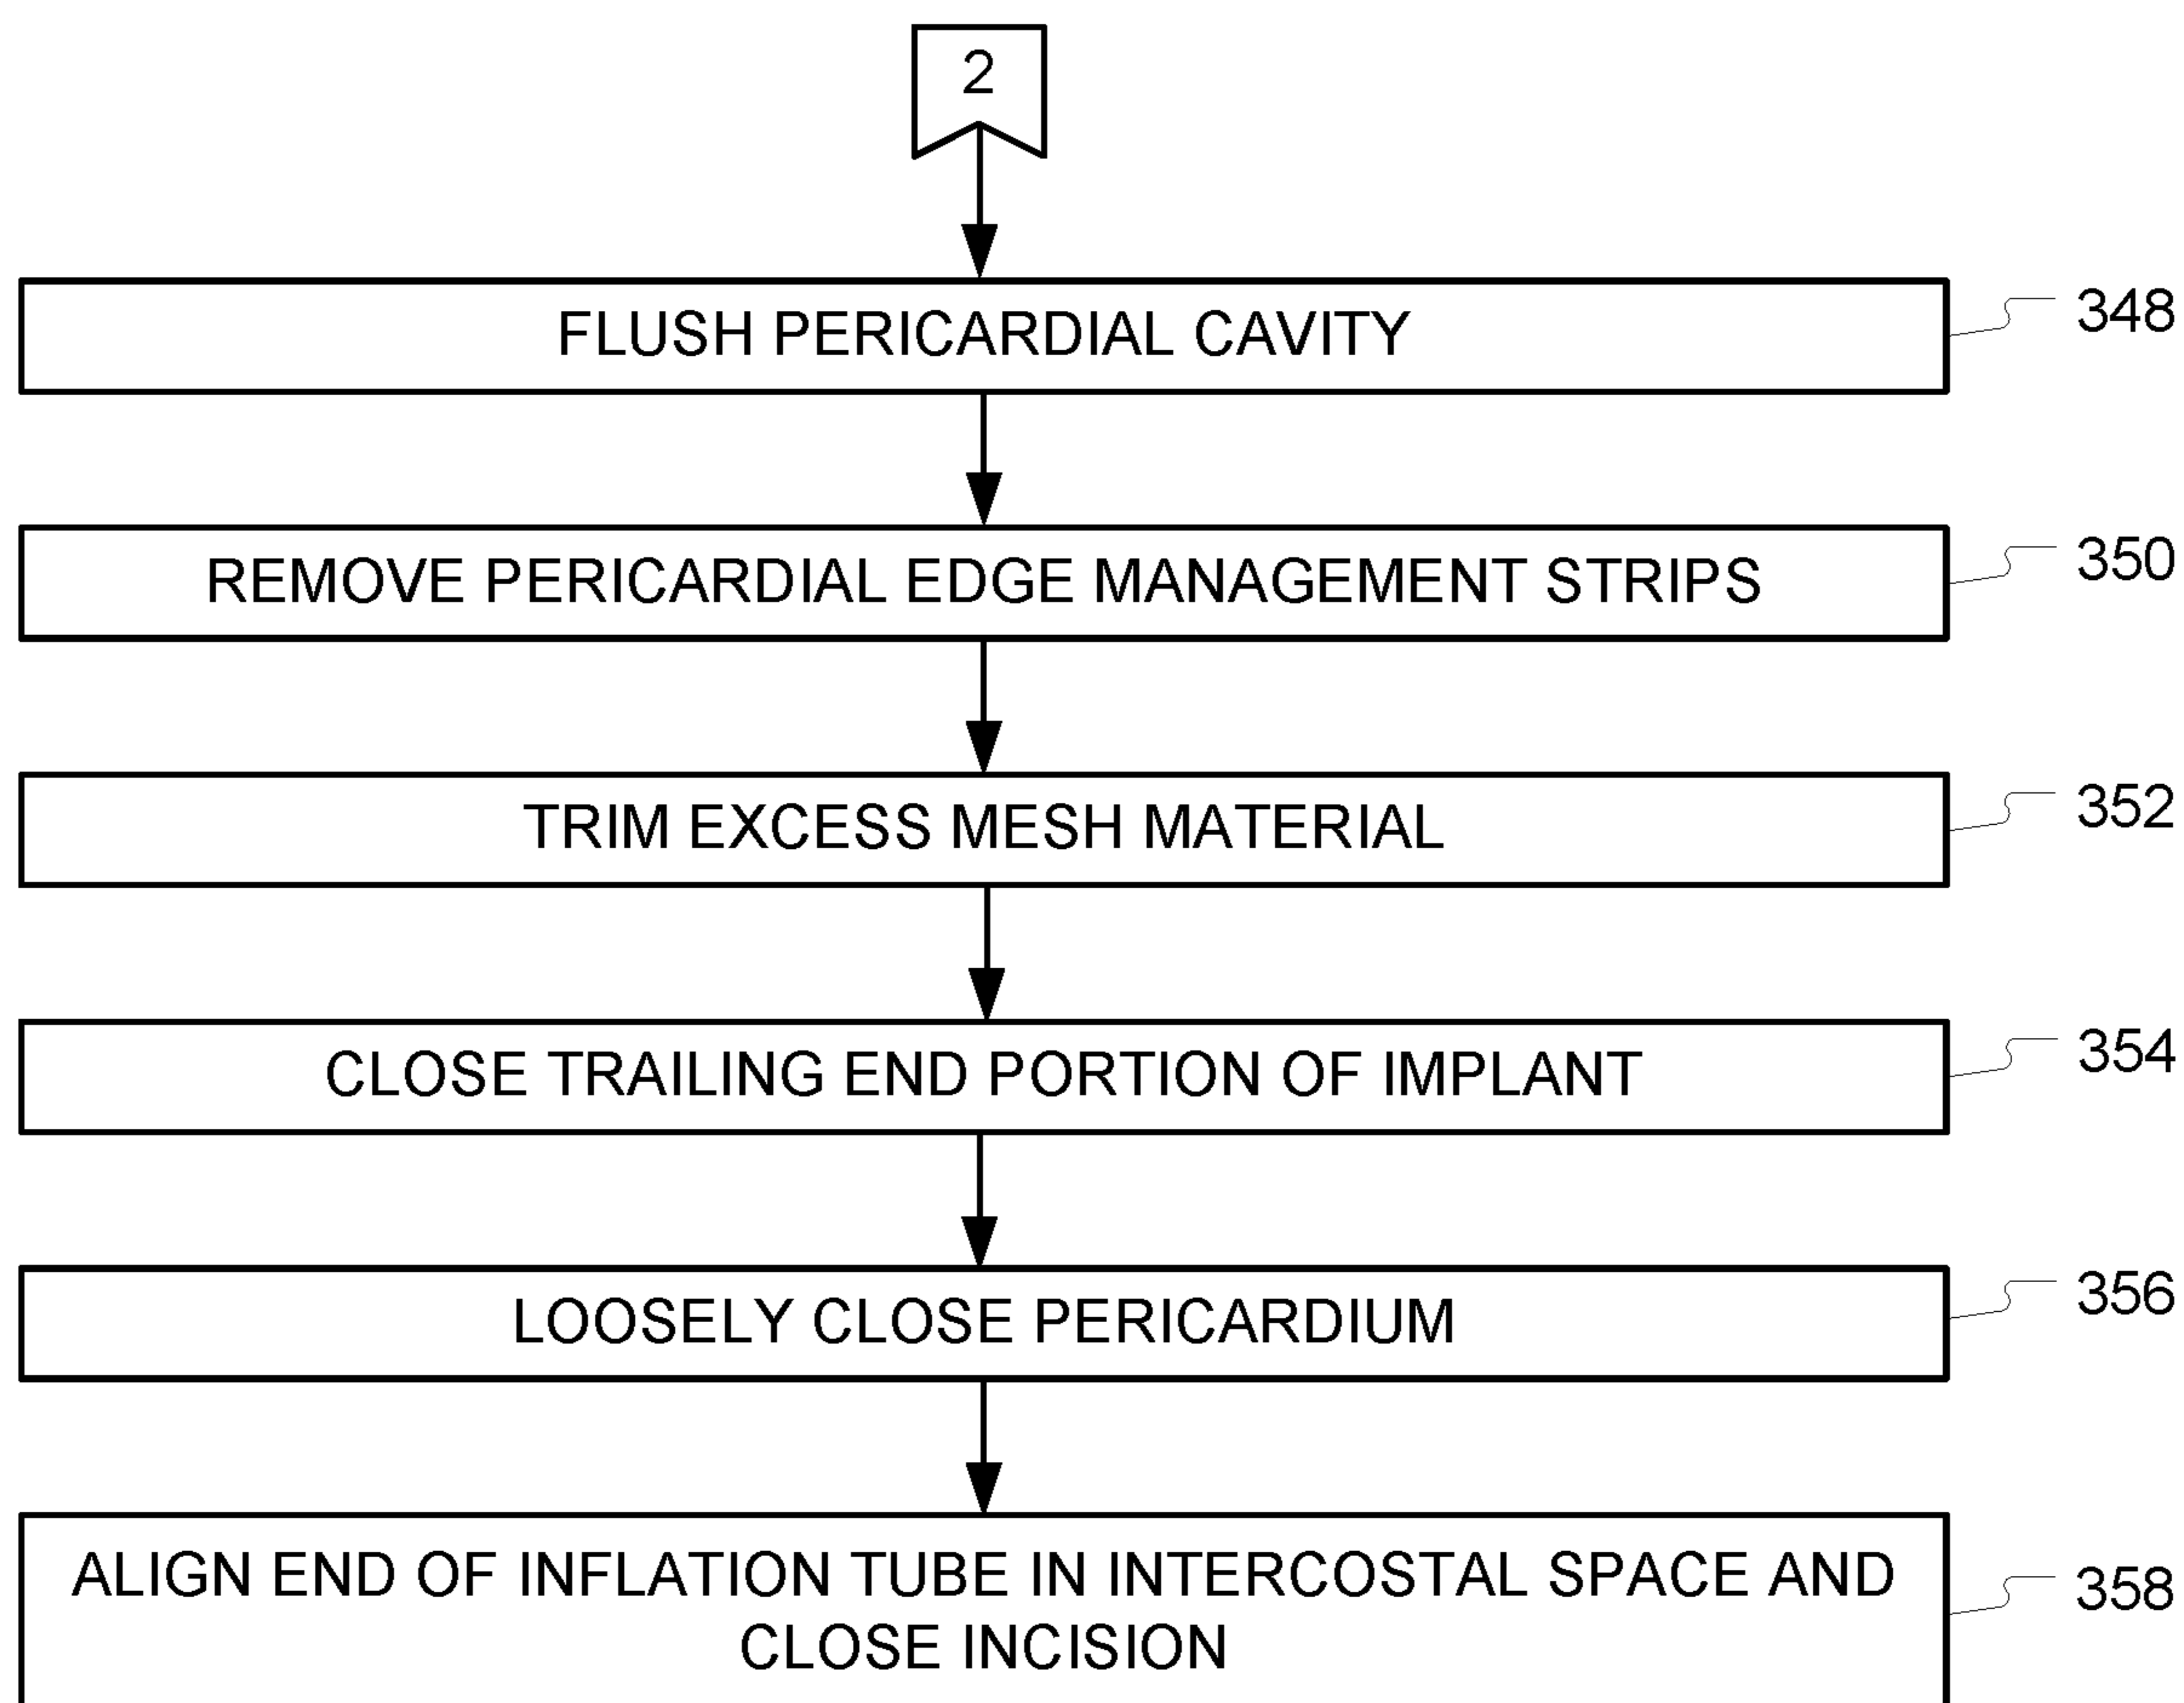 2
FLUSH PERICARDIAL CAVITY
348
REMOVE PERICARDIAL EDGE MANAGEMENT STRIPS
350
TRIM EXCESS MESH MATERIAL
352
CLOSE TRAILING END PORTION OF IMPLANT
354
LOOSELY CLOSE PERICARDIUM
356
ALIGN END OF INFLATION TUBE IN INTERCOSTAL SPACE AND
CLOSE INCISION
358